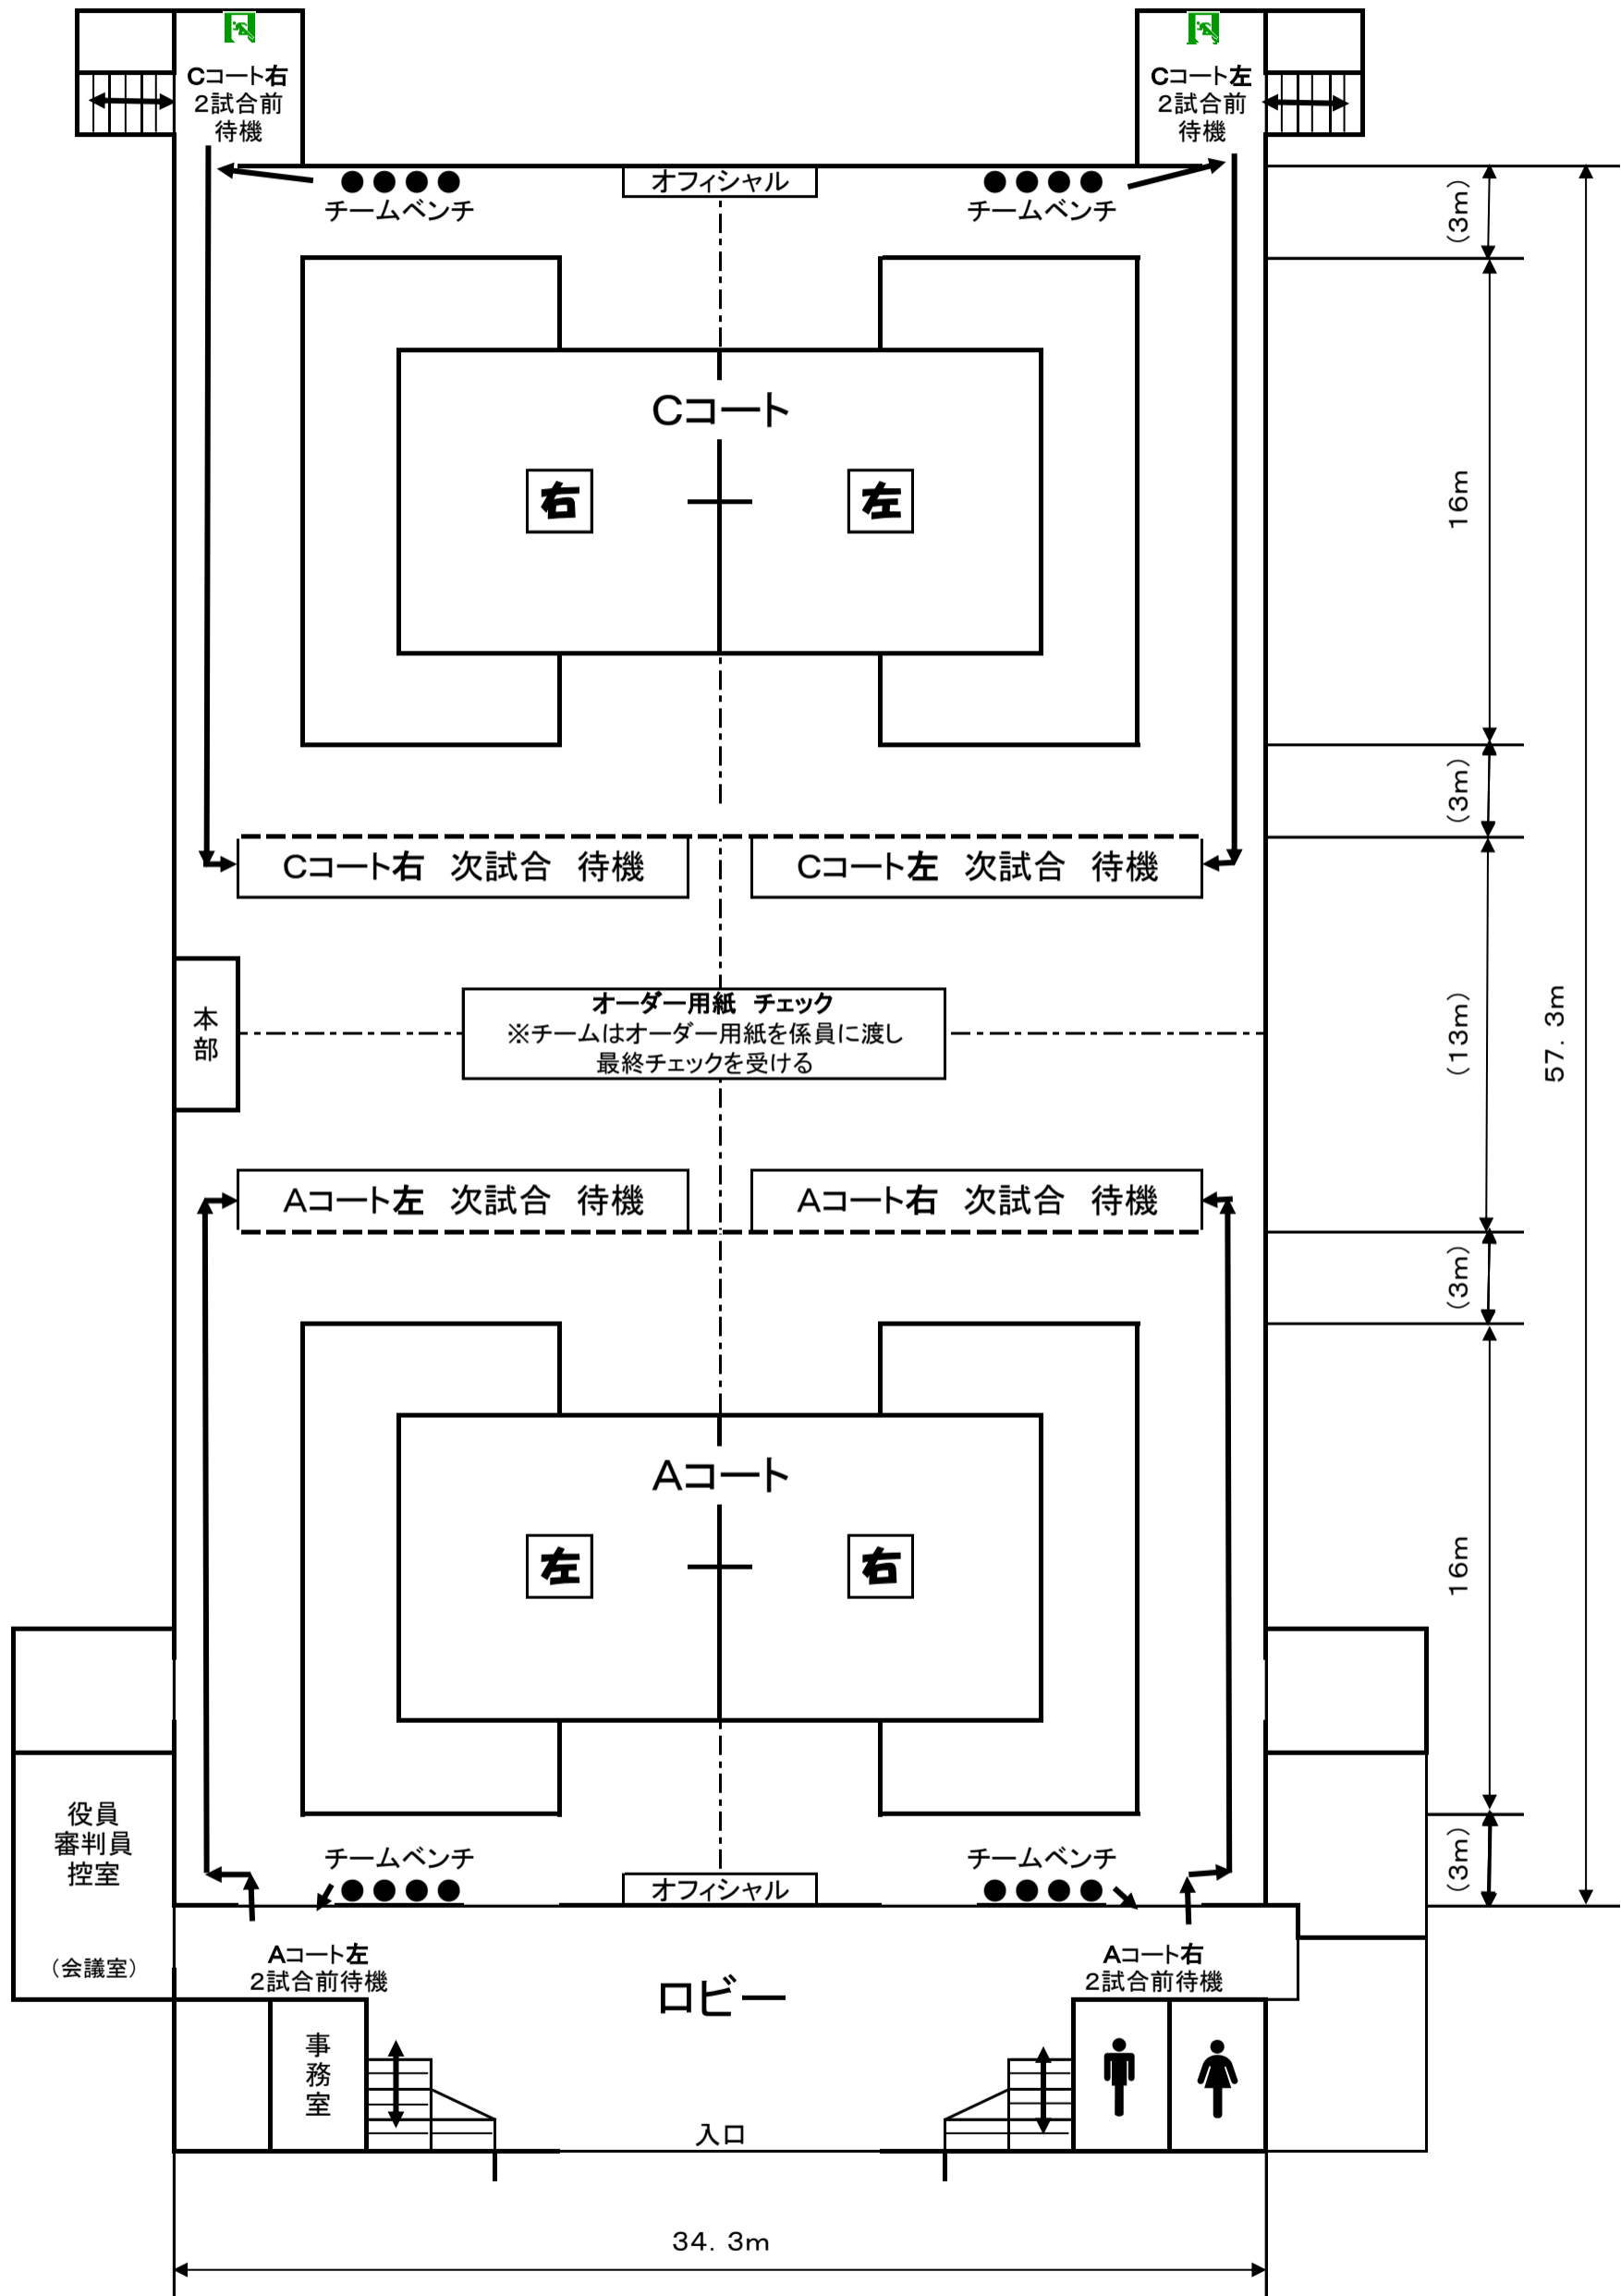 Cコート右
２試合前
待機
Cコート左
２試合前
待機
チームベンチ
オフィシャル
チームベンチ
（3m）
Cコート
右
左
16m
（3m）
Cコート右　次試合　待機
Cコート左　次試合　待機
本部
オーダー用紙　チェック
※チームはオーダー用紙を係員に渡し
最終チェックを受ける
（13m）
57．3m
Aコート左　次試合　待機
Aコート右　次試合　待機
（3m）
Aコート
左
右
16m
役員
審判員
控室
（会議室）
チームベンチ
オフィシャル
チームベンチ
（3m）
Aコート左
２試合前待機
ロビー
Aコート右
２試合前待機
事務室
入口
34．3m